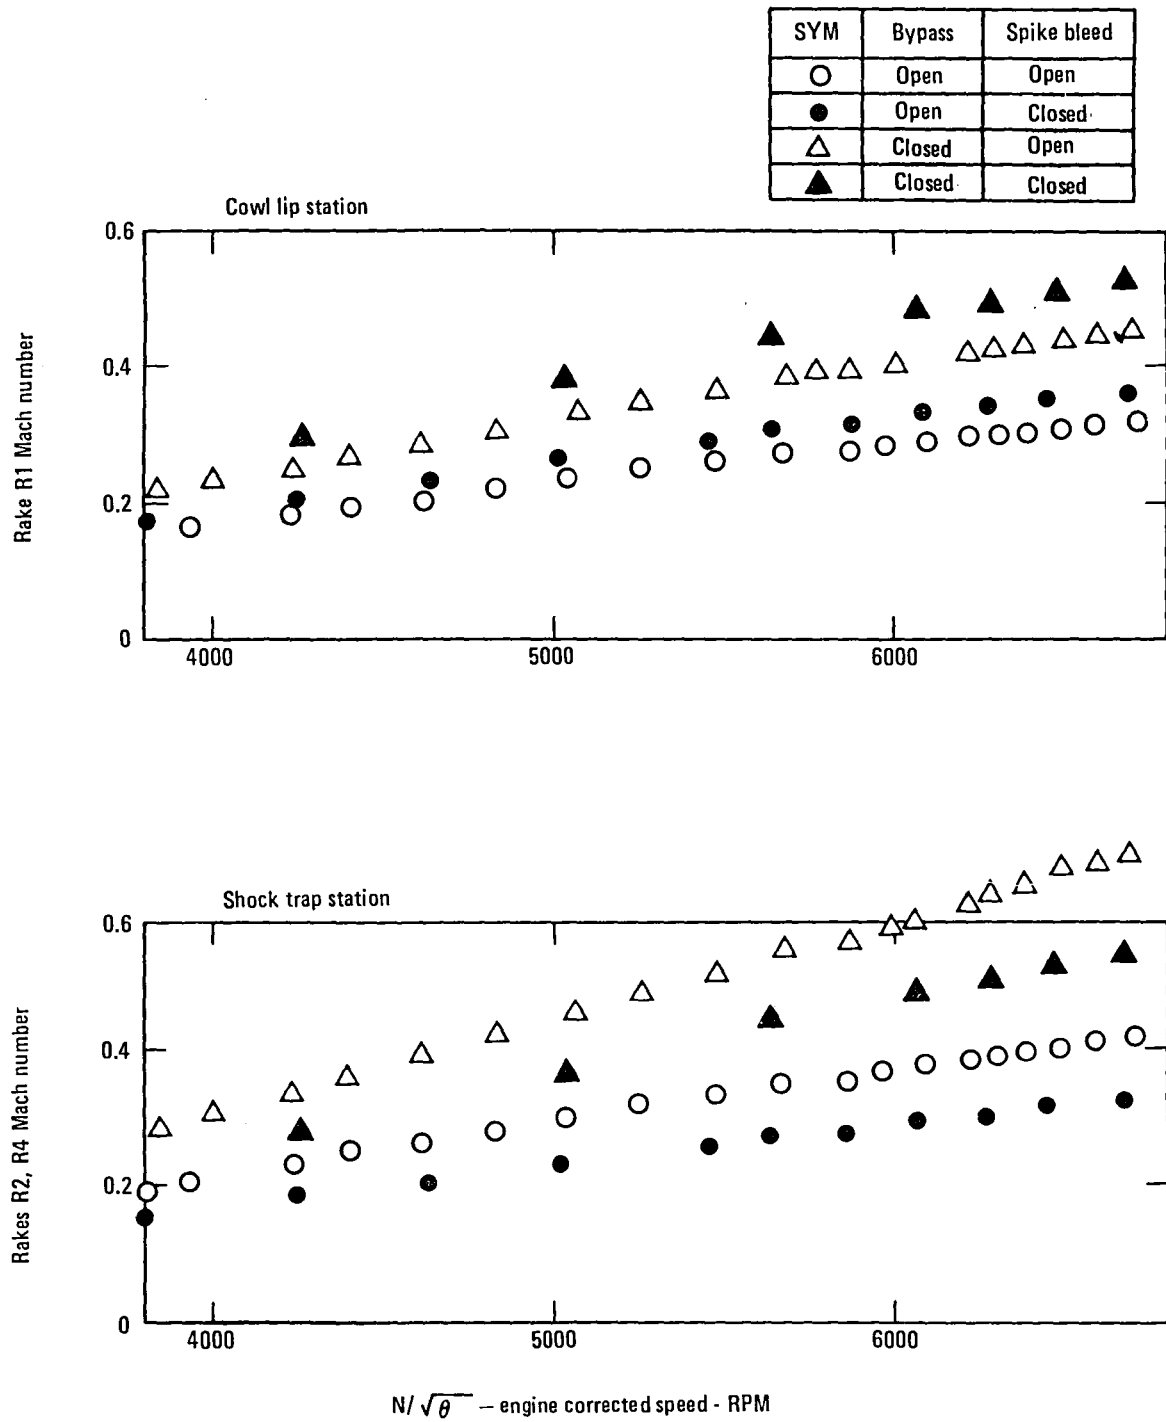 SYM Bypass Spike bleed
Open Open
Open Closed
Closed Open
Closed Closed
Cowl lip station
0.6
0.4
0.2
0
Rake R1 Mach number
4000 5000 6000
Shock trap station
0.6
0.4
0.2
0
Rakes R2, R4 Mach number
4000 5000 6000
N/√θ — engine corrected speed - RPM